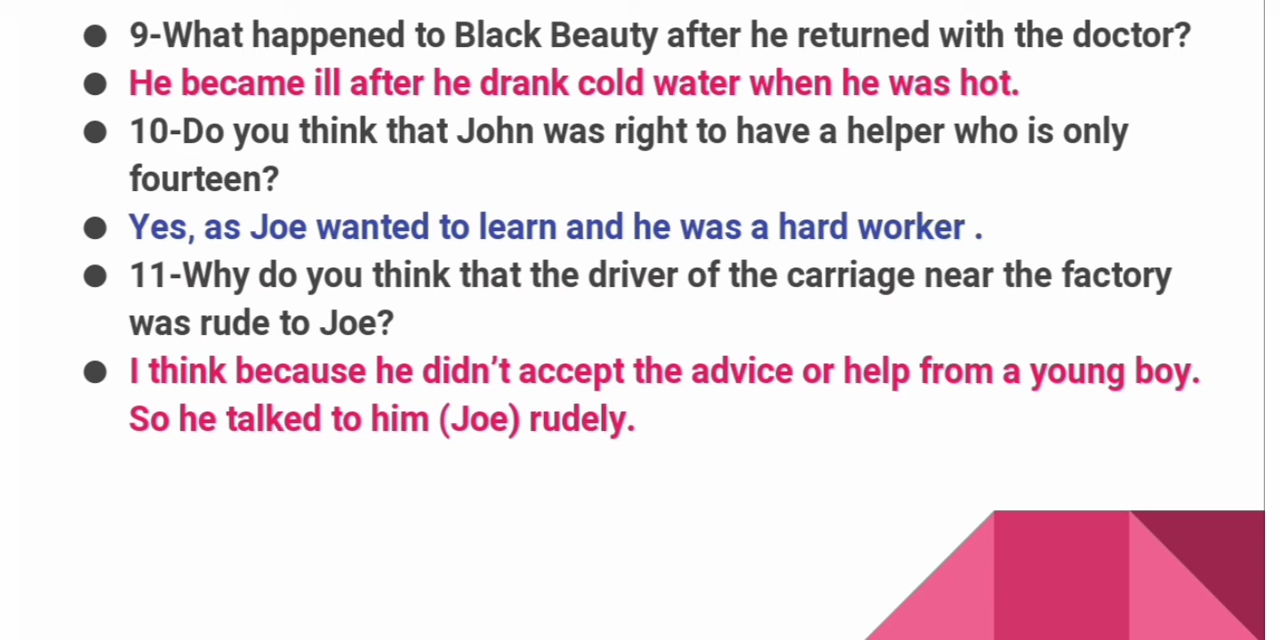 ● 9-What happened to Black Beauty after he returned with the doctor?
● He became ill after he drank cold water when he was hot.
● 10-Do you think that John was right to have a helper who is only
fourteen?
● Yes, as Joe wanted to learn and he was a hard worker .
● 11-Why do you think that the driver of the carriage near the factory
was rude to Joe?
● I think because he didn’t accept the advice or help from a young boy.
So he talked to him (Joe) rudely.